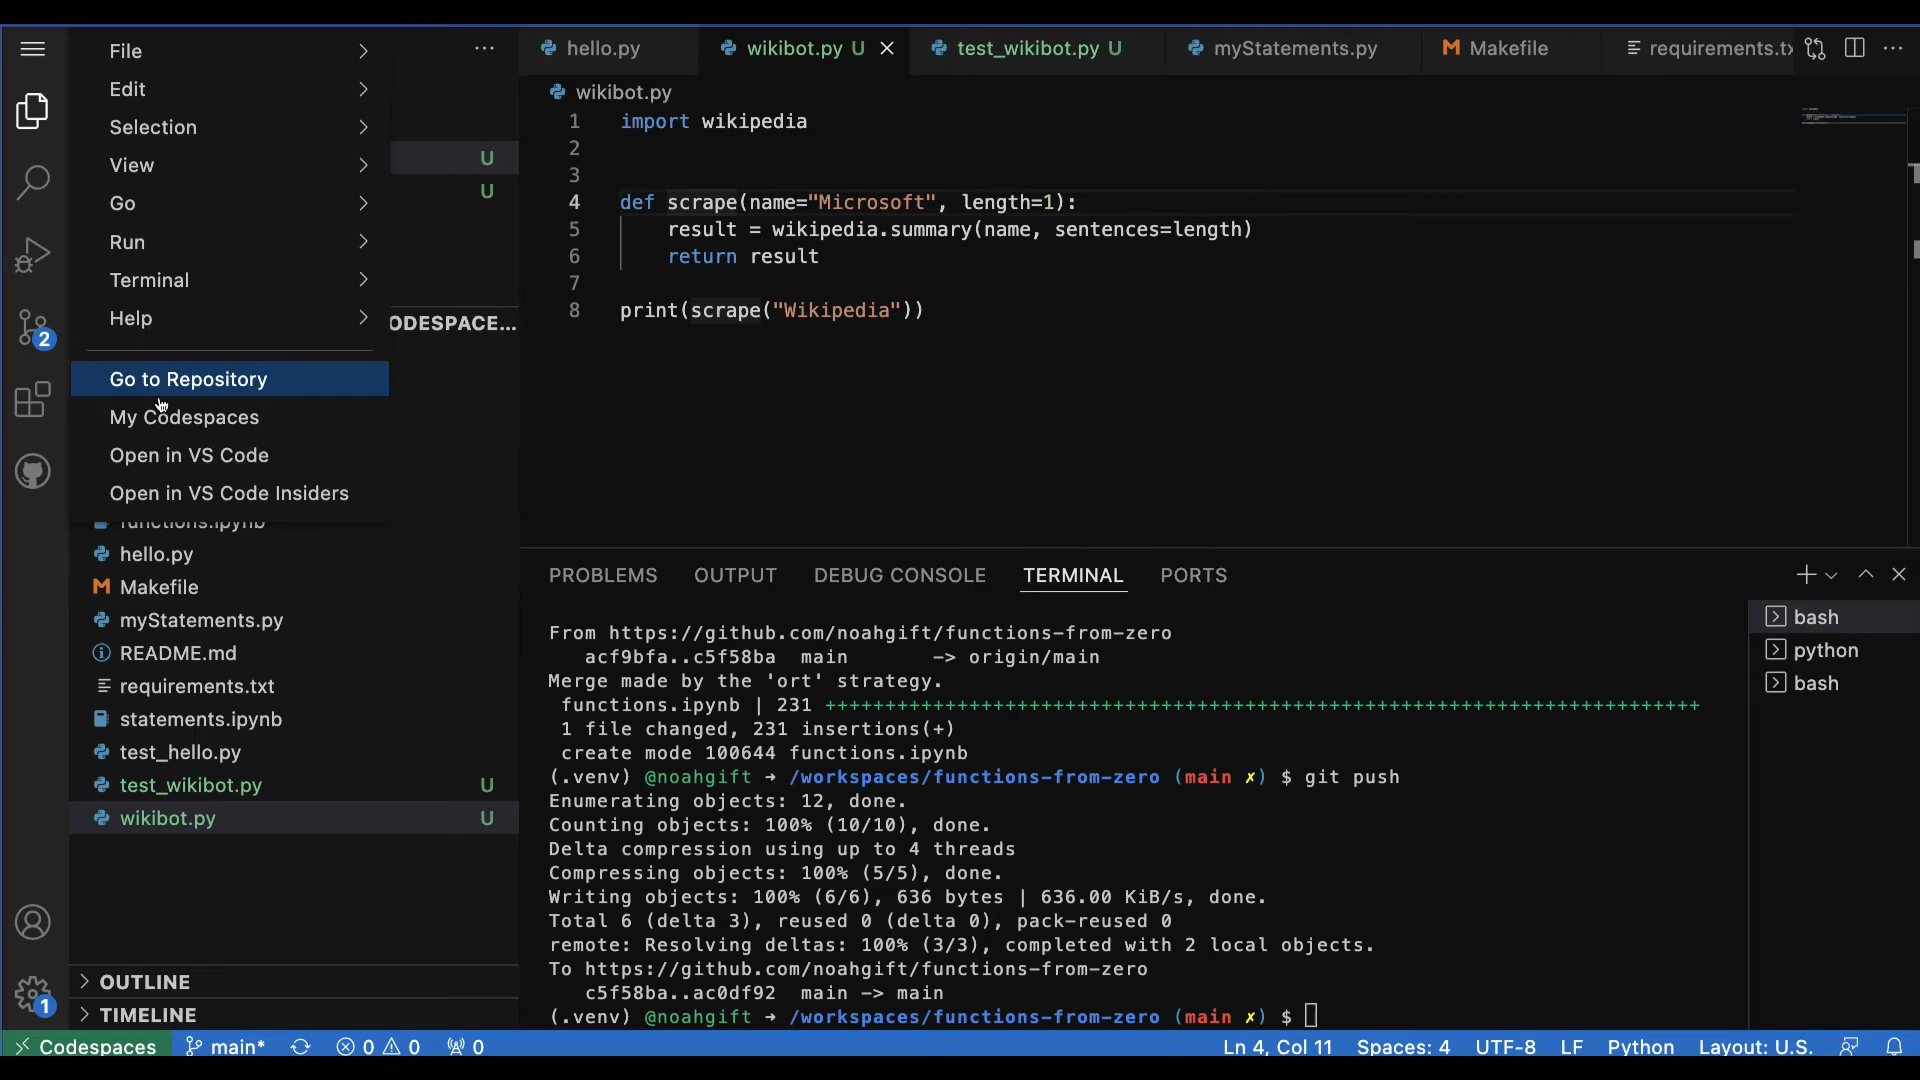 File
Edit
Selection
View
Go
Run
Terminal
Help
Go to Repository
My Codespaces
Open in VS Code
Open in VS Code Insiders
U
U
ODESPACE...
functions.ipynb
hello.py
Makefile
myStatements.py
README.md
requirements.txt
statements.ipynb
test_hello.py
test_wikibot.py U
wikibot.py U
OUTLINE
TIMELINE
2
1
hello.py
wikibot.py U
test_wikibot.py U
myStatements.py
Makefile
requirements.tx
wikibot.py
1 import wikipedia
2
3
4 def scrape(name="Microsoft", length=1):
5 result = wikipedia.summary(name, sentences=length)
6 return result
7
8 print(scrape("Wikipedia"))
PROBLEMS OUTPUT DEBUG CONSOLE TERMINAL PORTS
From https://github.com/noahgift/functions-from-zero
acf9bfa..c5f58ba main -> origin/main
Merge made by the 'ort' strategy.
functions.ipynb | 231 +++++++++++++++++++++++++++++++++++++++++++++++++++++++++++++++++++++++++
1 file changed, 231 insertions(+)
create mode 100644 functions.ipynb
(.venv) @noahgift → /workspaces/functions-from-zero (main ✗) $ git push
Enumerating objects: 12, done.
Counting objects: 100% (10/10), done.
Delta compression using up to 4 threads
Compressing objects: 100% (5/5), done.
Writing objects: 100% (6/6), 636 bytes | 636.00 KiB/s, done.
Total 6 (delta 3), reused 0 (delta 0), pack-reused 0
remote: Resolving deltas: 100% (3/3), completed with 2 local objects.
To https://github.com/noahgift/functions-from-zero
c5f58ba..ac0df92 main -> main
(.venv) @noahgift → /workspaces/functions-from-zero (main ✗) $
bash
python
bash
Codespaces main* 0 0 0 Ln 4, Col 11 Spaces: 4 UTF-8 LF Python Layout: U.S.